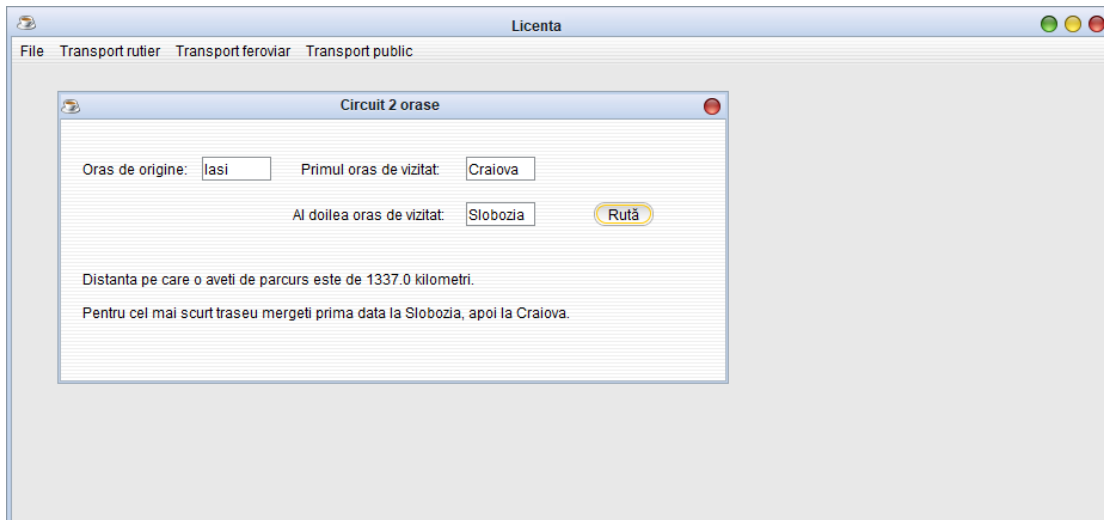 Licenta
File Transport rutier Transport feroviar Transport public
Circuit 2 orase
Oras de origine: Iasi Primul oras de vizitat: Craiova
Al doilea oras de vizitat: Slobozia Rută
Distanta pe care o aveti de parcurs este de 1337.0 kilometri.
Pentru cel mai scurt traseu mergeti prima data la Slobozia, apoi la Craiova.